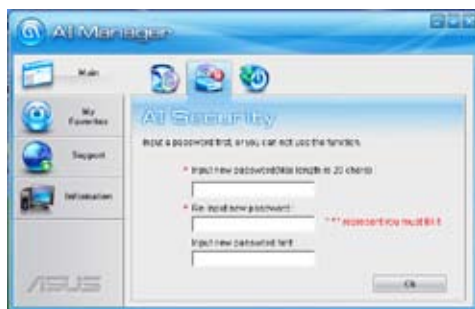 AI Manager
Main
My Favorites
Support
Information
AI Security
Input a password first, or you can not use the function.
* Input new password(Max length is 20 chars) :
* Re-input new password :
"*" represent you must fill it
Input new password hint :
Ok
ASUS